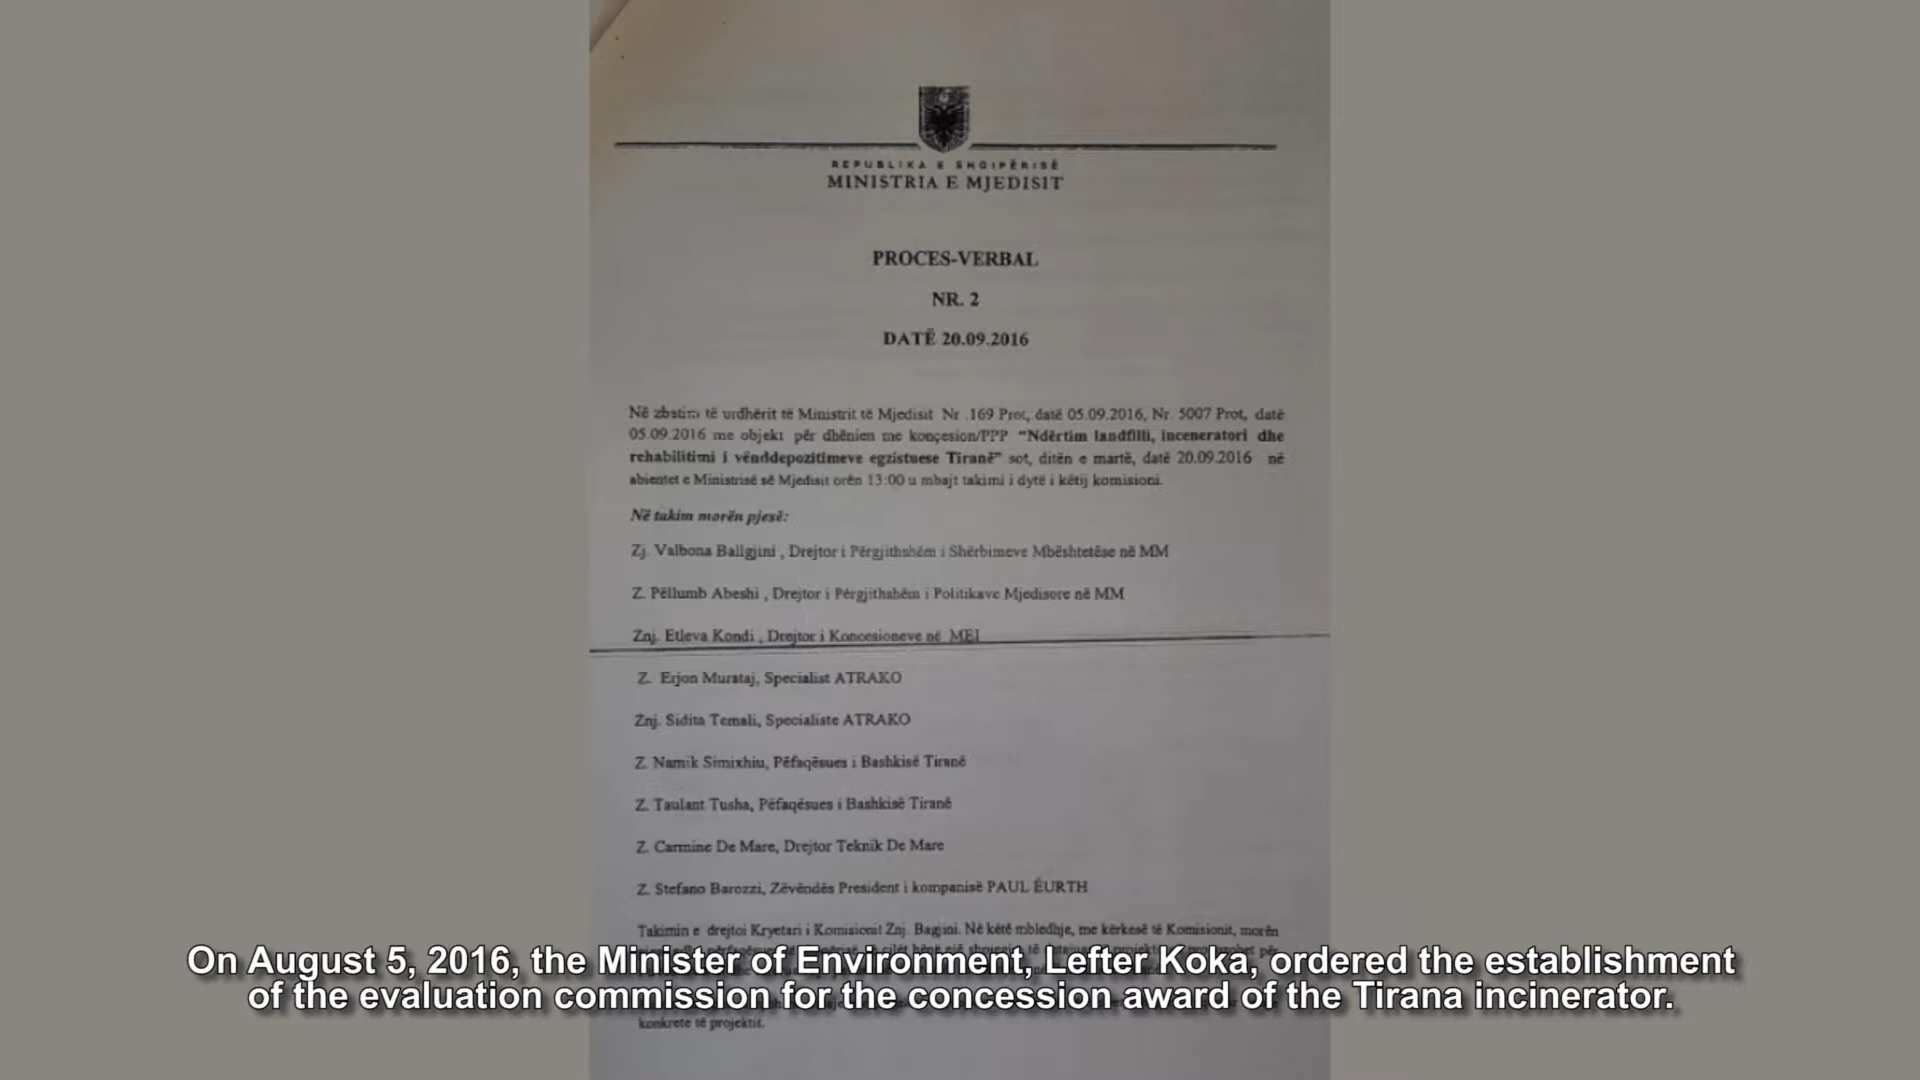 REPUBLIKA E SHQIPËRISË
MINISTRIA E MJEDISIT
PROCES-VERBAL
NR. 2
DATË 20.09.2016
Në zbatim të urdhërit të Ministrit të Mjedisit Nr .169 Prot, datë 05.09.2016, Nr. 5007 Prot, datë
05.09.2016 me objekt për dhënien me konçesion/PPP "Ndërtim landfilli, inceneratori dhe
rehabilitimi i vënddepozitimeve egzistuese Tiranë" sot, ditën e martë, datë 20.09.2016 në
abientet e Ministrisë së Mjedisit orën 13:00 u mbajt takimi i dytë i këtij komisioni.
Në takim morën pjesë:
Zj. Valbona Ballgjini , Drejtor i Përgjithshëm i Shërbimeve Mbështetëse në MM
Z. Pëllumb Abeshi , Drejtor i Përgjithshëm i Politikave Mjedisore në MM
Znj. Etleva Kondi , Drejtor i Koncesioneve në MEI
Z. Erjon Murataj, Specialist ATRAKO
Znj. Sidita Temali, Specialiste ATRAKO
Z. Namik Simixhiu, Pëfaqësues i Bashkisë Tiranë
Z. Taulant Tusha, Pëfaqësues i Bashkisë Tiranë
Z. Carmine De Mare, Drejtor Teknik De Mare
Z. Stefano Barozzi, Zëvëndës President i kompanisë PAUL ËURTH
Takimin e drejtoi Kryetari i Komisionit Znj. Bagini. Në këtë mbledhje, me kërkesë të Komisionit, morën
On August 5, 2016, the Minister of Environment, Lefter Koka, ordered the establishment
of the evaluation commission for the concession award of the Tirana incinerator.
konkrete të projektit.